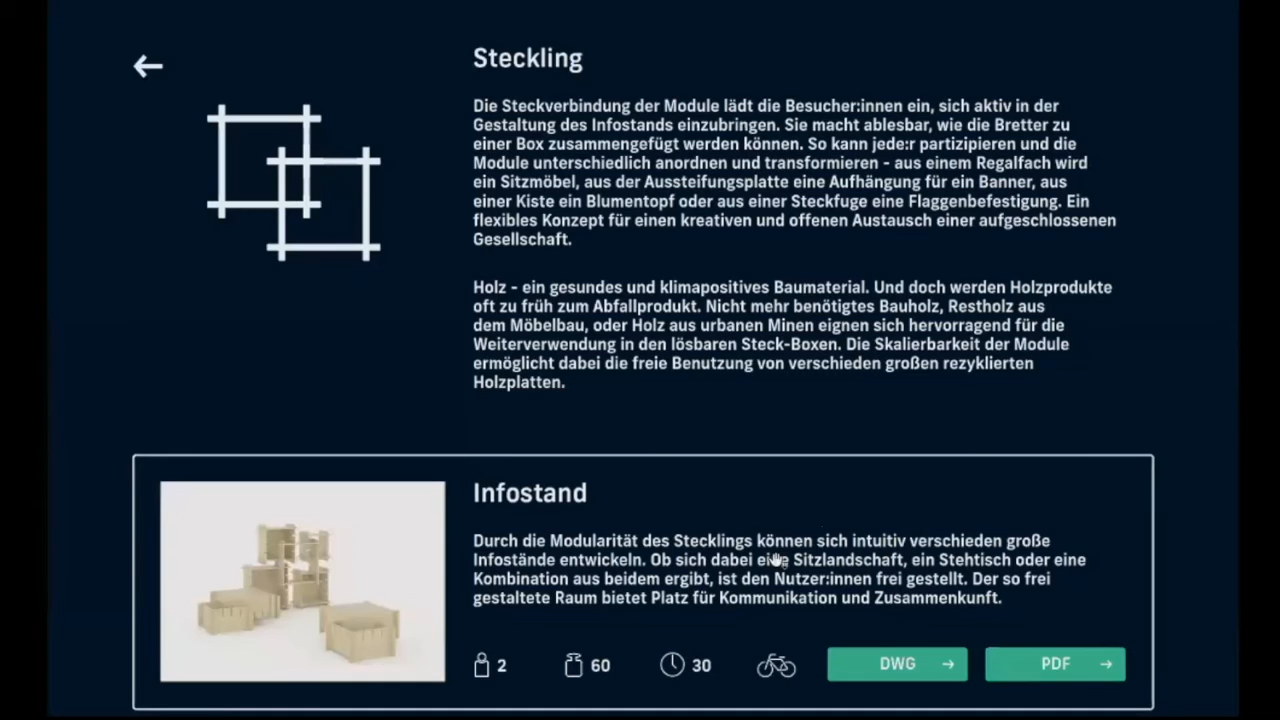 Steckling
Die Steckverbindung der Module lädt die Besucher:innen ein, sich aktiv in der
Gestaltung des Infostands einzubringen. Sie macht ablesbar, wie die Bretter zu
einer Box zusammengefügt werden können. So kann jede:r partizipieren und die
Module unterschiedlich anordnen und transformieren - aus einem Regalfach wird
ein Sitzmöbel, aus der Aussteifungsplatte eine Aufhängung für ein Banner, aus
einer Kiste ein Blumentopf oder aus einer Steckfuge eine Flaggenbefestigung. Ein
flexibles Konzept für einen kreativen und offenen Austausch einer aufgeschlossenen
Gesellschaft.
Holz - ein gesundes und klimapositives Baumaterial. Und doch werden Holzprodukte
oft zu früh zum Abfallprodukt. Nicht mehr benötigtes Bauholz, Restholz aus
dem Möbelbau, oder Holz aus urbanen Minen eignen sich hervorragend für die
Weiterverwendung in den lösbaren Steck-Boxen. Die Skalierbarkeit der Module
ermöglicht dabei die freie Benutzung von verschieden großen rezyklierten
Holzplatten.
Infostand
Durch die Modularität des Stecklings können sich intuitiv verschieden große
Infostände entwickeln. Ob sich dabei eine Sitzlandschaft, ein Stehtisch oder eine
Kombination aus beidem ergibt, ist den Nutzer:innen frei gestellt. Der so frei
gestaltete Raum bietet Platz für Kommunikation und Zusammenkunft.
2 60 30 DWG → PDF →